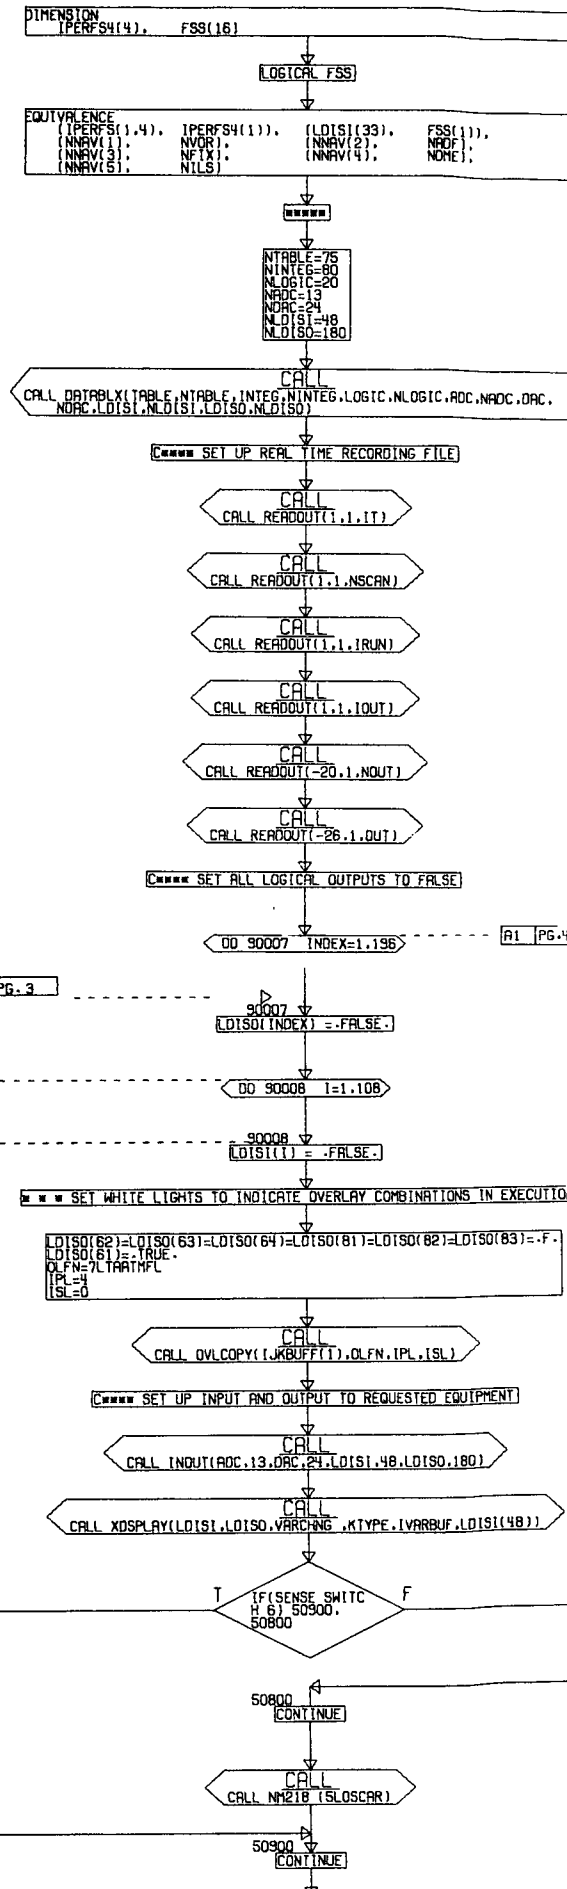 DIMENSION
IPERFS4(4), FSS(16)
LOGICAL FSS
EQUIVALENCE
(IPERFS(1,4), IPERFS4(1)), (LDISI(33), FSS(1)),
(NNAV(1), NVOR), (NNAV(2), NADF),
(NNAV(3), NFIX), (NNAV(4), NDME),
(NNAV(5), NILS)
*****
NTABLE=75
NINTEG=80
NLOGIC=20
NADC=13
NDAC=24
NLDISI=48
NLDISO=180
CALL
CALL DATABLX(TABLE,NTABLE,INTEG,NINTEG,LOGIC,NLOGIC,ADC,NADC,DAC,
NDAC,LDISI,NLDISI,LDISO,NLDISO)
C**** SET UP REAL TIME RECORDING FILE
CALL
CALL READOUT(1,1,IT)
CALL
CALL READOUT(1,1,NSCAN)
CALL
CALL READOUT(1,1,IRUN)
CALL
CALL READOUT(1,1,IOUT)
CALL
CALL READOUT(-20,1,NOUT)
CALL
CALL READOUT(-26,1,OUT)
C**** SET ALL LOGICAL OUTPUTS TO FALSE
DO 90007 INDEX=1,196
A1 PG.4
PG.3
90007
LDISO(INDEX) =.FALSE.
DO 90008 I=1,108
90008
LDISI(I) = .FALSE.
* * * SET WHITE LIGHTS TO INDICATE OVERLAY COMBINATIONS IN EXECUTIO
LDISO(62)=LDISO(63)=LDISO(64)=LDISO(81)=LDISO(82)=LDISO(83)=.F.
LDISO(61)=.TRUE.
OLFN=7LTAATMFL
IPL=4
ISL=0
CALL
CALL OVLCOPY(IJKBUFF(1),OLFN,IPL,ISL)
C**** SET UP INPUT AND OUTPUT TO REQUESTED EQUIPMENT
CALL
CALL INOUT(ADC,13,DAC,24,LDISI,48,LDISO,180)
CALL
CALL XDSPLAY(LDISI,LDISO,VARCHNG ,KTYPE,IVARBUF,LDISI(48))
T IF(SENSE SWITC F
H 6) 50900,
50800
50800
CONTINUE
CALL
CALL NM218 (5LOSCAR)
50900
CONTINUE